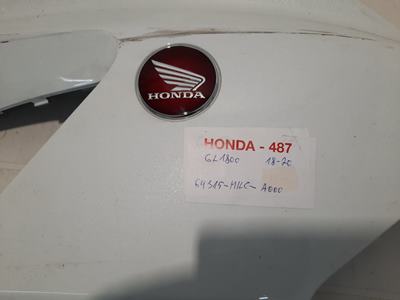 HONDA
HONDA - 487
GL1800 18-20
64315-MKC- A000